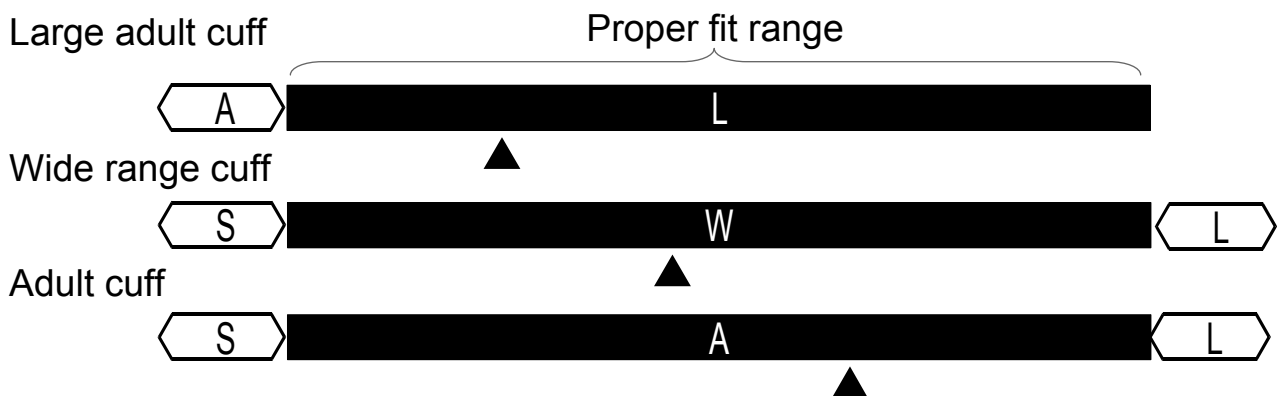 Large adult cuff
Proper fit range
A L
Wide range cuff
S W L
Adult cuff
S A L